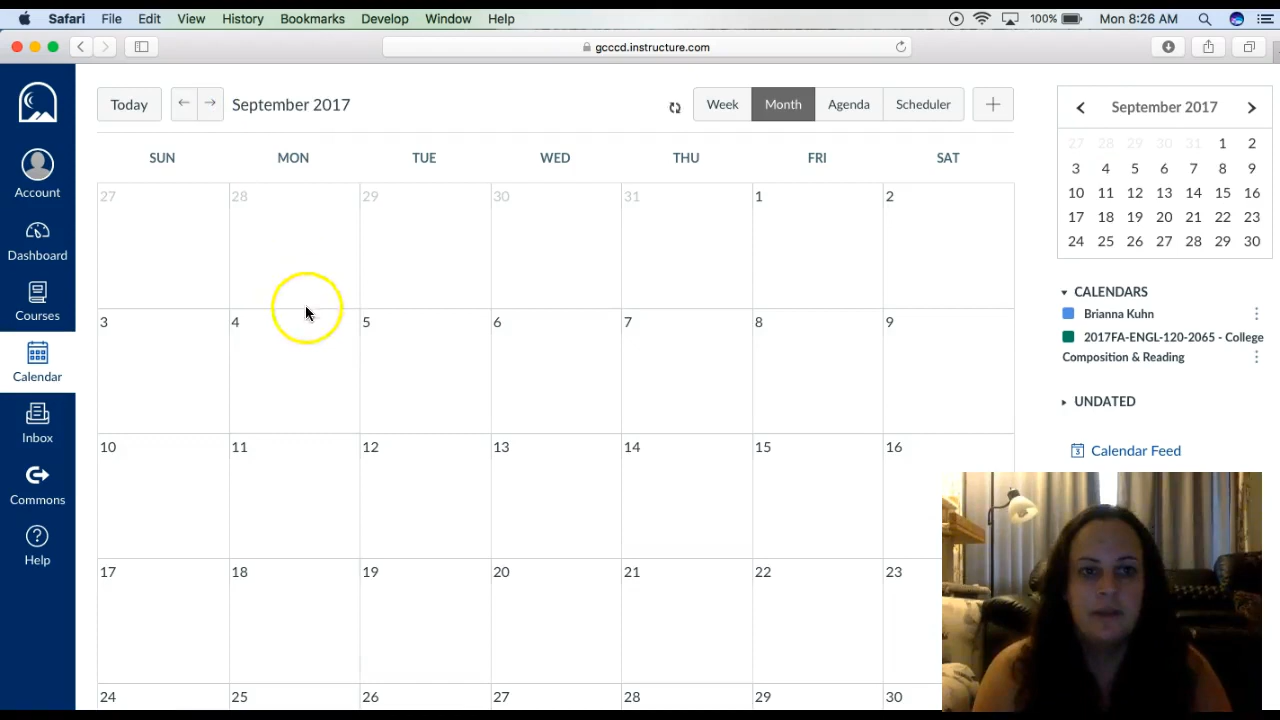 Safari File Edit View History Bookmarks Develop Window Help 100% Mon 8:26 AM
gcccd.instructure.com
Today September 2017 Week Month Agenda Scheduler
SUN MON TUE WED THU FRI SAT
27 28 29 30 31 1 2
3 4 5 6 7 8 9
10 11 12 13 14 15 16
17 18 19 20 21 22 23
24 25 26 27 28 29 30
Account
Dashboard
Courses
Calendar
Inbox
Commons
Help
September 2017
27 28 29 30 31 1 2
3 4 5 6 7 8 9
10 11 12 13 14 15 16
17 18 19 20 21 22 23
24 25 26 27 28 29 30
CALENDARS
Brianna Kuhn
2017FA-ENGL-120-2065 - College
Composition & Reading
UNDATED
3 Calendar Feed